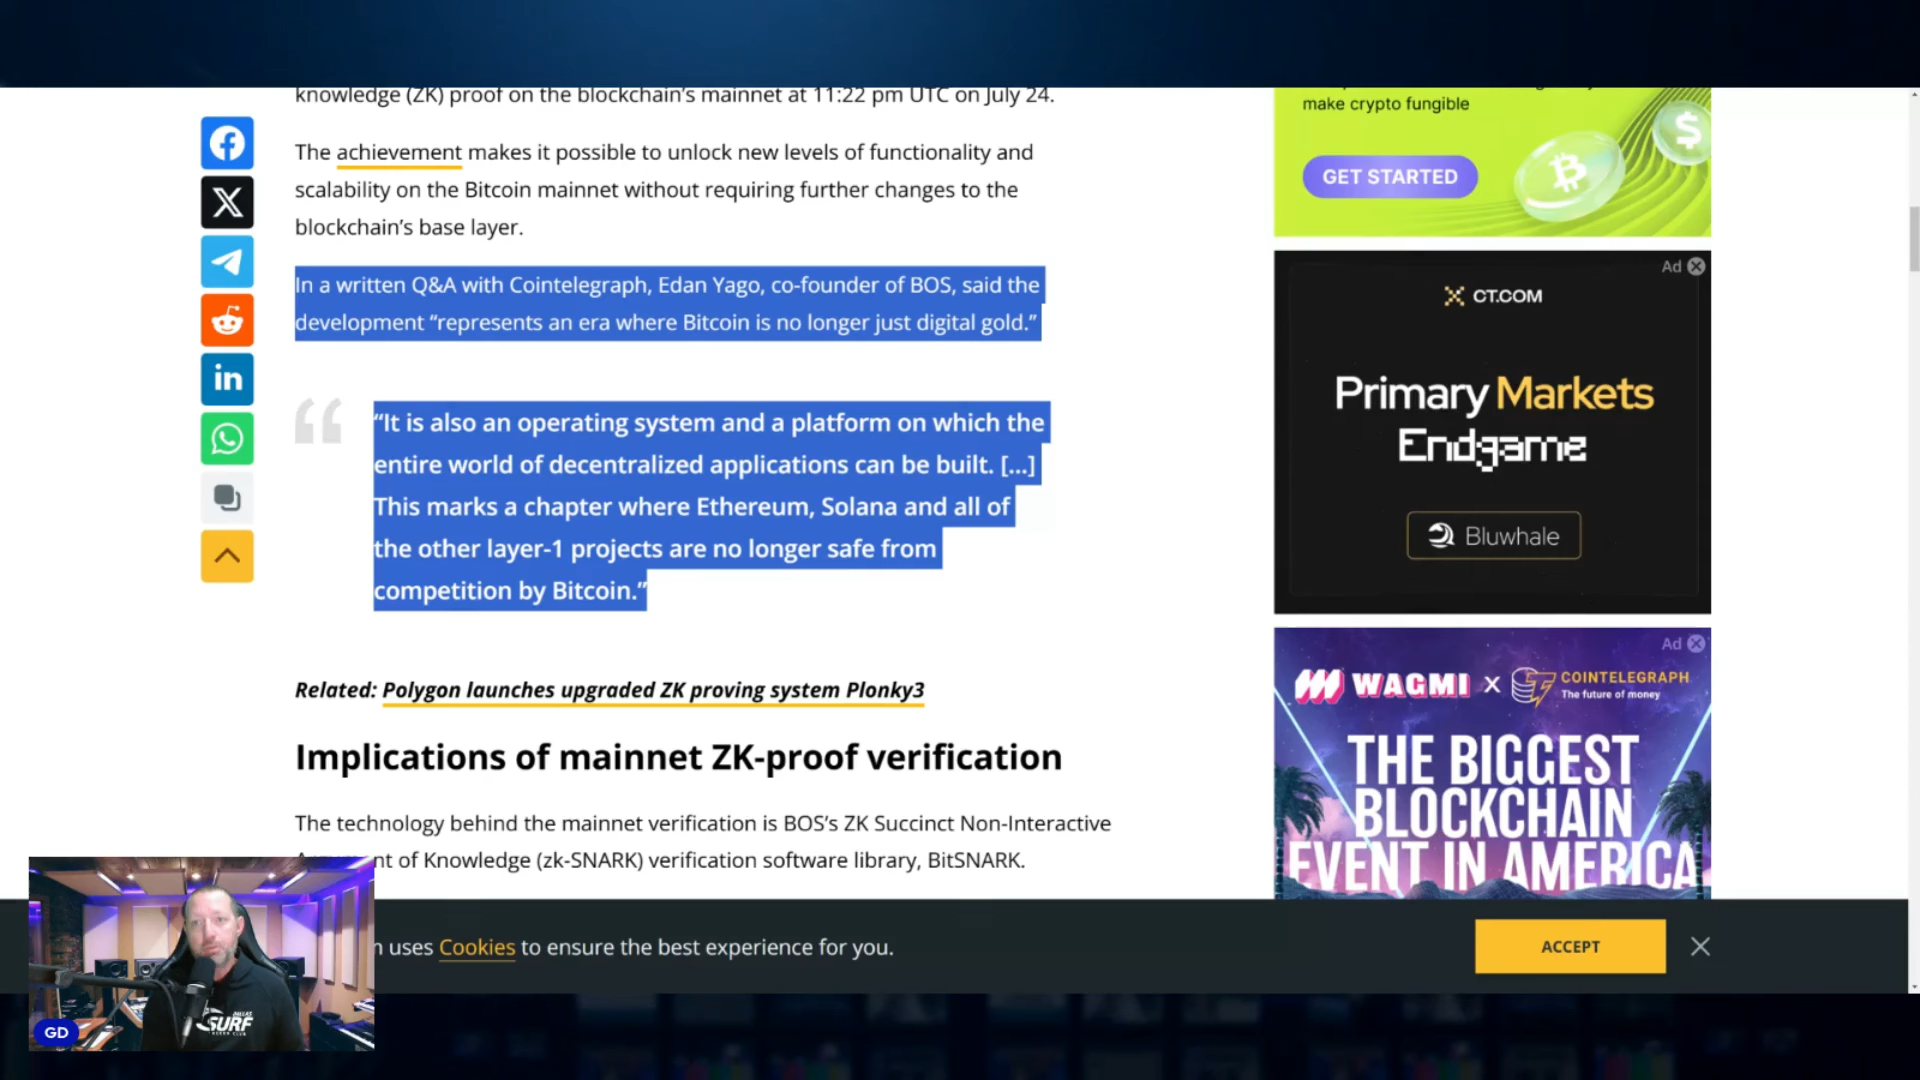 knowledge (ZK) proof on the blockchain's mainnet at 11:22 pm UTC on July 24.
The achievement makes it possible to unlock new levels of functionality and
scalability on the Bitcoin mainnet without requiring further changes to the
blockchain's base layer.
In a written Q&A with Cointelegraph, Edan Yago, co-founder of BOS, said the
development “represents an era where Bitcoin is no longer just digital gold.”
“It is also an operating system and a platform on which the
entire world of decentralized applications can be built. [...]
This marks a chapter where Ethereum, Solana and all of
the other layer-1 projects are no longer safe from
competition by Bitcoin.”
Related: Polygon launches upgraded ZK proving system Plonky3
Implications of mainnet ZK-proof verification
The technology behind the mainnet verification is BOS's ZK Succinct Non-Interactive
nt of Knowledge (zk-SNARK) verification software library, BitSNARK.
uses Cookies to ensure the best experience for you.
ACCEPT
make crypto fungible
GET STARTED
Ad
CT.COM
Primary Markets
Endgame
Bluwhale
Ad
WAGMI X COINTELEGRAPH
The future of money
THE BIGGEST
BLOCKCHAIN
EVENT IN AMERICA
GD
SURF